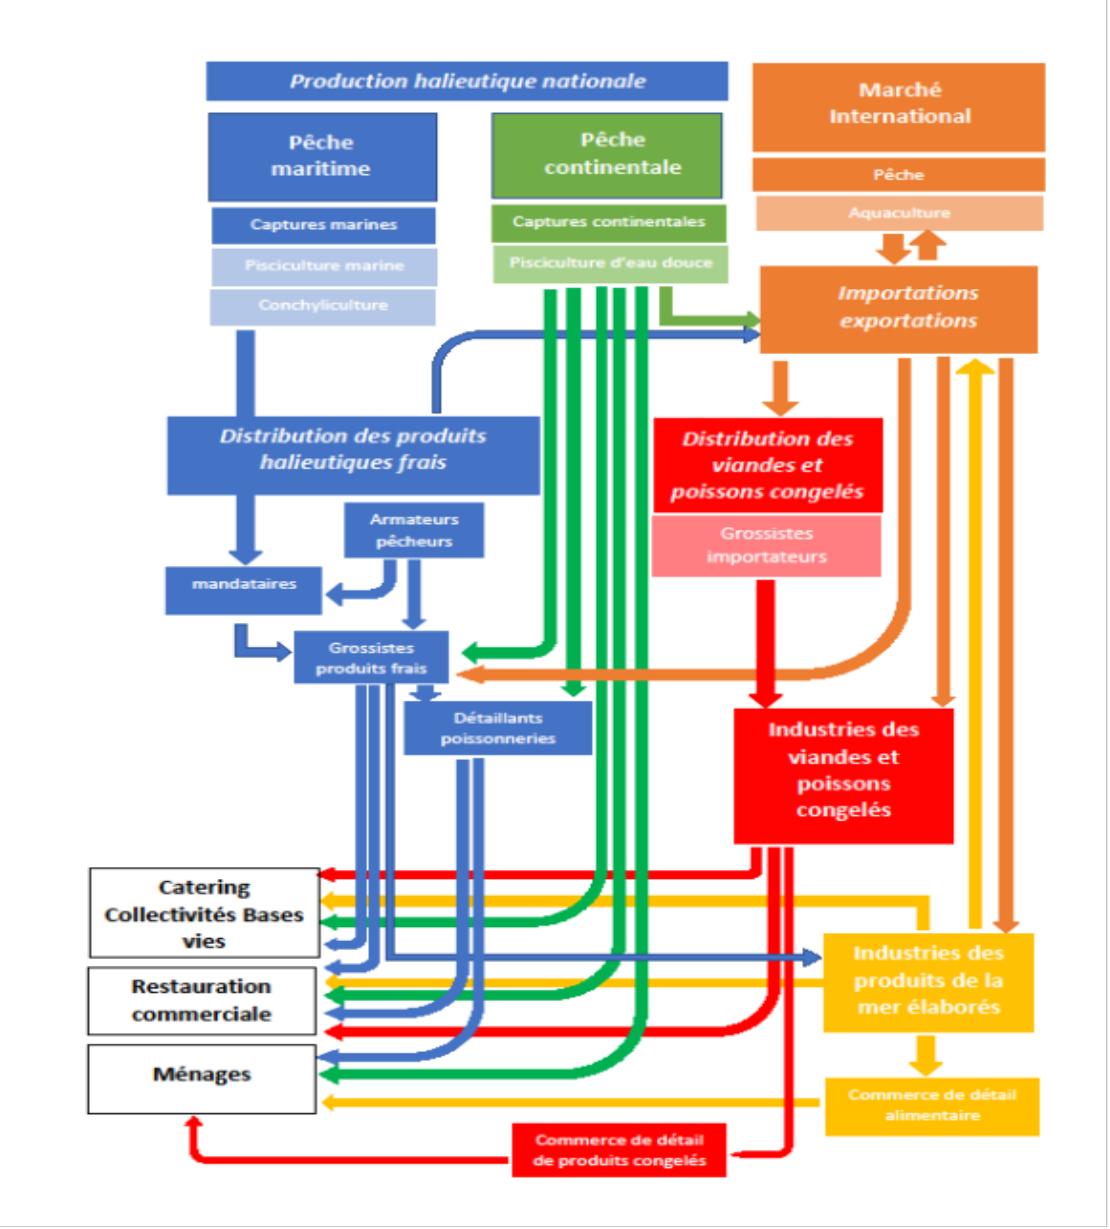 Production halieutique nationale
Pêche
maritime
Captures marines
Pisciculture marine
Conchyliculture
Pêche
continentale
Captures continentales
Pisciculture d'eau douce
Marché
International
Pêche
Aquaculture
Importations
exportations
Distribution des produits
halieutiques frais
Armateurs
pêcheurs
mandataires
Grossistes
produits frais
Détaillants
poissonneries
Distribution des
viandes et
poissons congelés
Grossistes
importateurs
Industries des
viandes et
poissons
congelés
Catering
Collectivités Bases
vies
Restauration
commerciale
Ménages
Industries des
produits de la
mer élaborés
Commerce de détail
alimentaire
Commerce de détail
de produits congelés